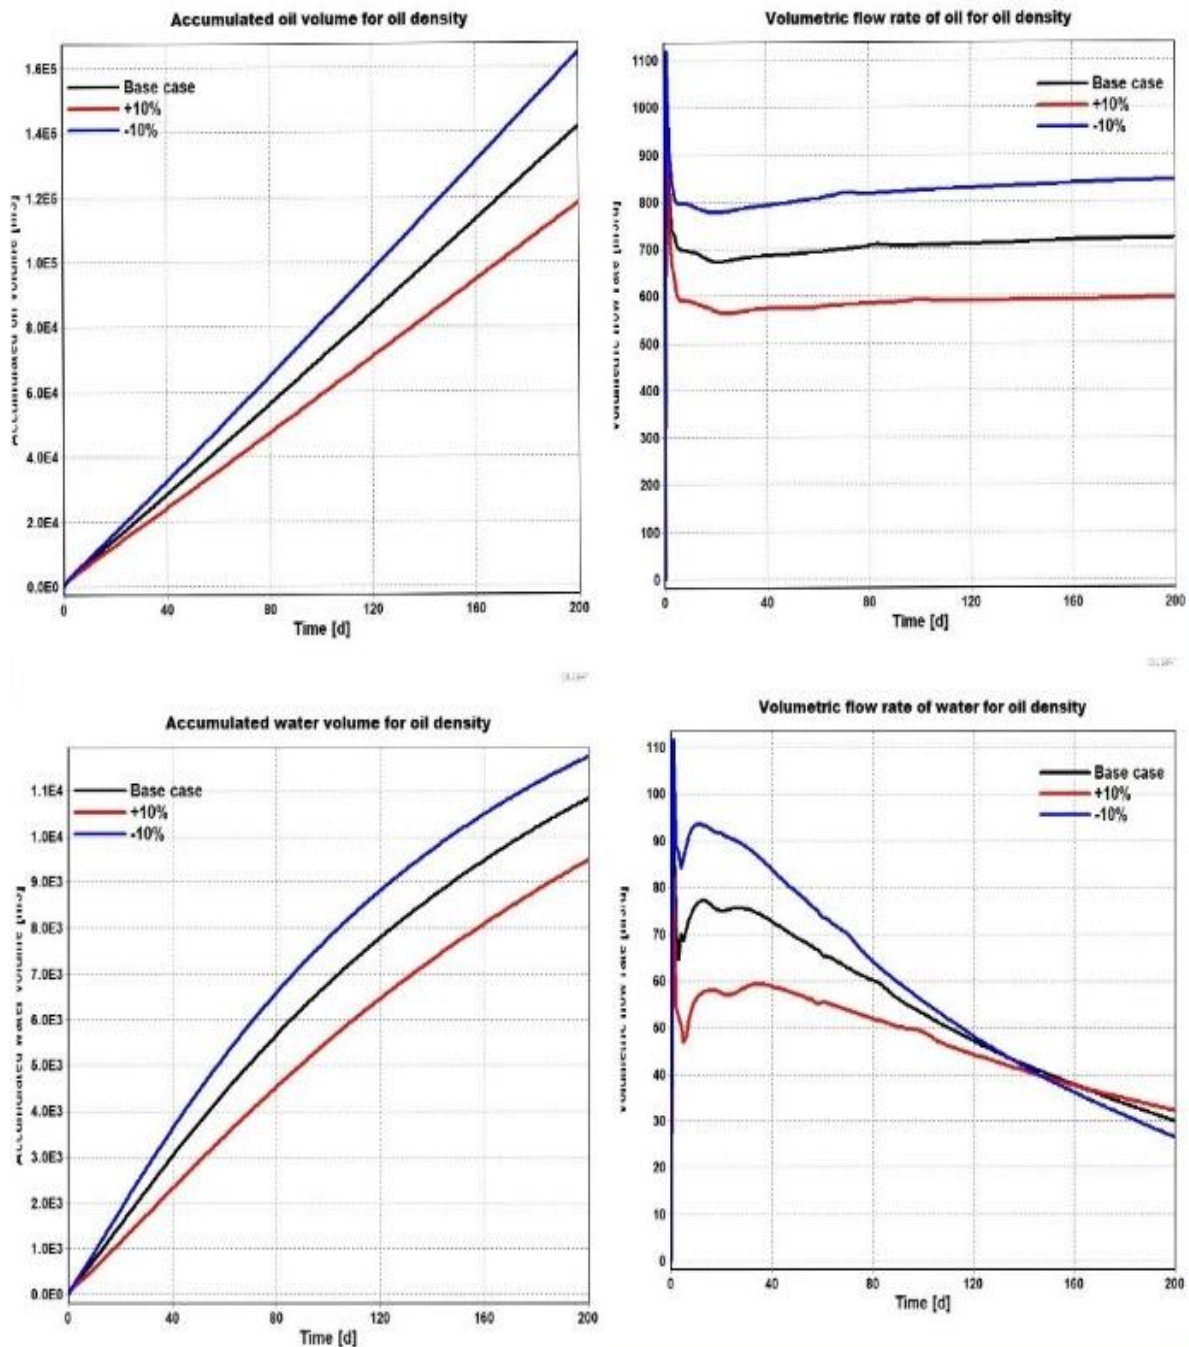 Accumulated oil volume for oil density
1.6E5
1.4E5
1.2E5
1.0E5
8.0E4
6.0E4
4.0E4
2.0E4
0.0E0
Base case
+10%
-10%
0 40 80 120 160 200
Time [d]
Volumetric flow rate of oil for oil density
1100
1000
900
800
700
600
500
400
300
200
100
0
Base case
+10%
-10%
0 40 80 120 160 200
Time [d]
Accumulated water volume for oil density
1.1E4
1.0E4
9.0E3
8.0E3
7.0E3
6.0E3
5.0E3
4.0E3
3.0E3
2.0E3
1.0E3
0.0E0
Base case
+10%
-10%
0 40 80 120 160 200
Time [d]
Volumetric flow rate of water for oil density
110
100
90
80
70
60
50
40
30
20
10
0
Base case
+10%
-10%
0 40 80 120 160 200
Time [d]